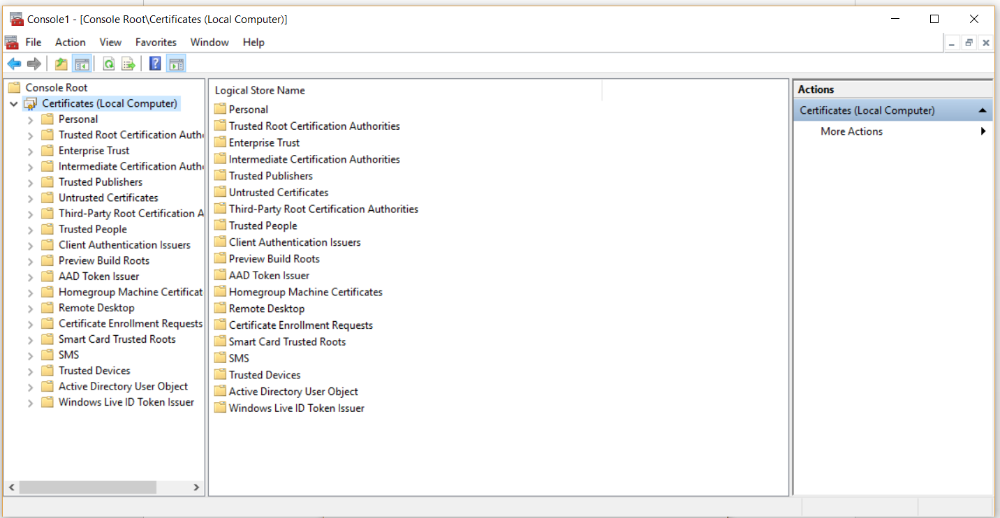 Console1 - [Console Root\Certificates (Local Computer)]
File Action View Favorites Window Help
Console Root
Certificates (Local Computer)
Personal
Trusted Root Certification Auth
Enterprise Trust
Intermediate Certification Auth
Trusted Publishers
Untrusted Certificates
Third-Party Root Certification A
Trusted People
Client Authentication Issuers
Preview Build Roots
AAD Token Issuer
Homegroup Machine Certificat
Remote Desktop
Certificate Enrollment Requests
Smart Card Trusted Roots
SMS
Trusted Devices
Active Directory User Object
Windows Live ID Token Issuer
Logical Store Name
Personal
Trusted Root Certification Authorities
Enterprise Trust
Intermediate Certification Authorities
Trusted Publishers
Untrusted Certificates
Third-Party Root Certification Authorities
Trusted People
Client Authentication Issuers
Preview Build Roots
AAD Token Issuer
Homegroup Machine Certificates
Remote Desktop
Certificate Enrollment Requests
Smart Card Trusted Roots
SMS
Trusted Devices
Active Directory User Object
Windows Live ID Token Issuer
Actions
Certificates (Local Computer)
More Actions